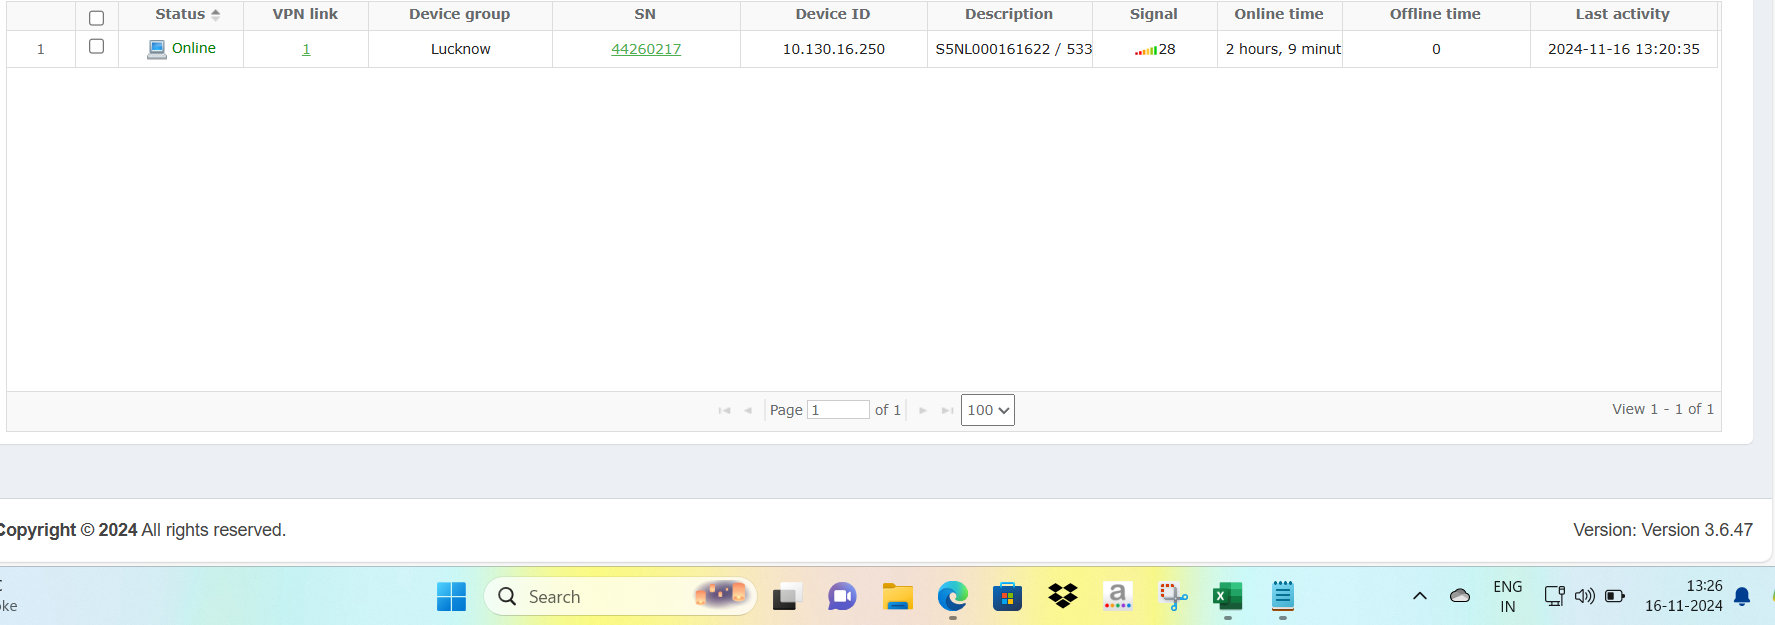 Status VPN link Device group SN Device ID Description Signal Online time Offline time Last activity
1 Online 1 Lucknow 44260217 10.130.16.250 S5NL000161622 / 533 28 2 hours, 9 minut 0 2024-11-16 13:20:35
Page 1 of 1 100 View 1 - 1 of 1
Copyright © 2024 All rights reserved. Version: Version 3.6.47
Search a ENG 13:26
oke IN 16-11-2024